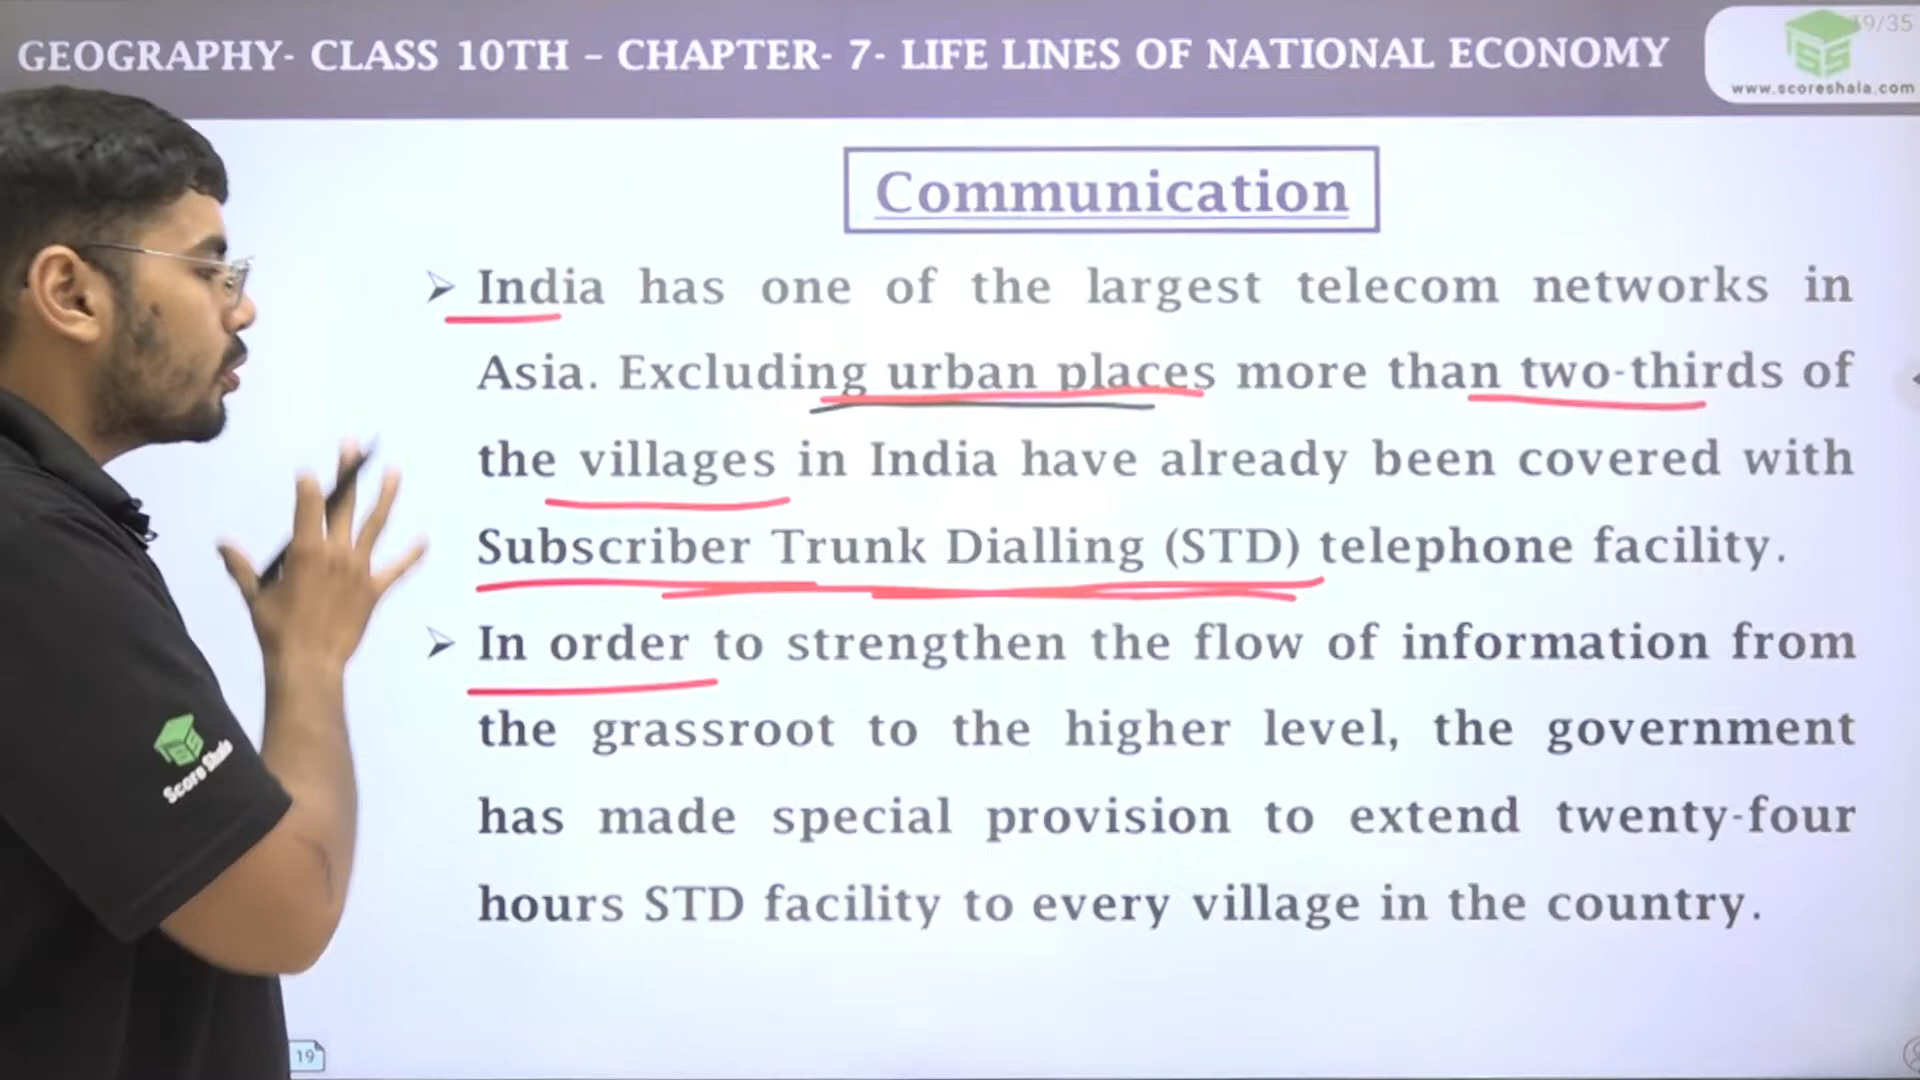 GEOGRAPHY- CLASS 10TH – CHAPTER- 7- LIFE LINES OF NATIONAL ECONOMY
19/35
www.scoreshala.com
Communication
➢ India has one of the largest telecom networks in
Asia. Excluding urban places more than two-thirds of
the villages in India have already been covered with
Subscriber Trunk Dialling (STD) telephone facility.
➢ In order to strengthen the flow of information from
the grassroot to the higher level, the government
has made special provision to extend twenty-four
hours STD facility to every village in the country.
Score Shala
19